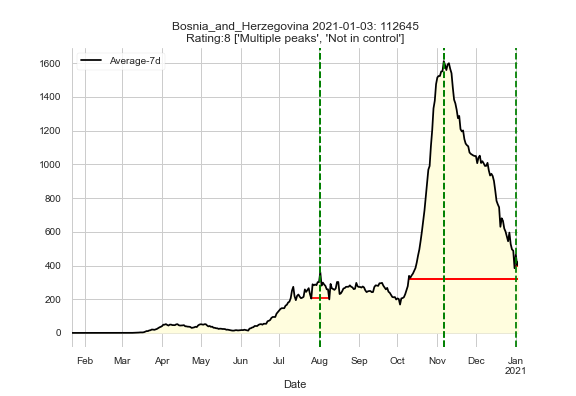 Bosnia_and_Herzegovina 2021-01-03: 112645
Rating:8 ['Multiple peaks', 'Not in control']
Average-7d
1600
1400
1200
1000
800
600
400
200
0
Feb Mar Apr May Jun Jul Aug Sep Oct Nov Dec Jan
2021
Date